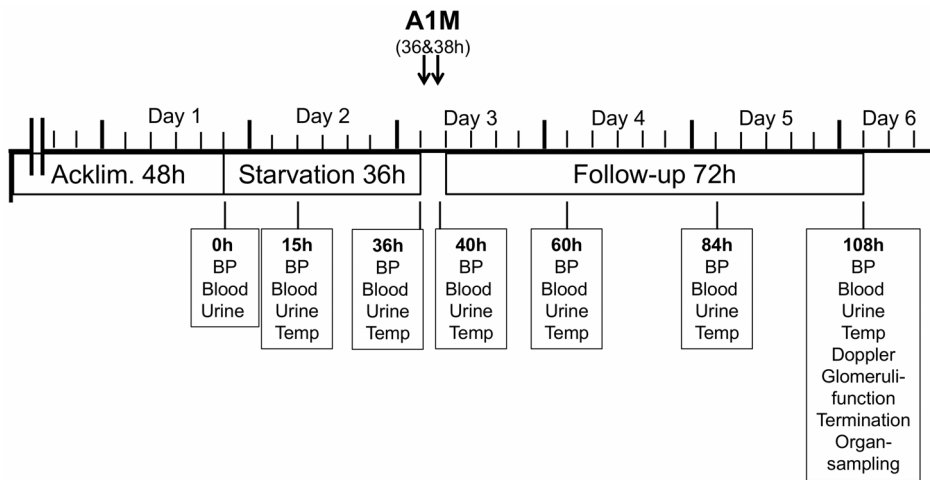 A1M
(36&38h)
Day 1
Day 2
Day 3
Day 4
Day 5
Day 6
Acklim. 48h
Starvation 36h
Follow-up 72h
0h
BP
Blood
Urine
15h
BP
Blood
Urine
Temp
36h
BP
Blood
Urine
Temp
40h
BP
Blood
Urine
Temp
60h
BP
Blood
Urine
Temp
84h
BP
Blood
Urine
Temp
108h
BP
Blood
Urine
Temp
Doppler
Glomeruli-
function
Termination
Organ-
sampling